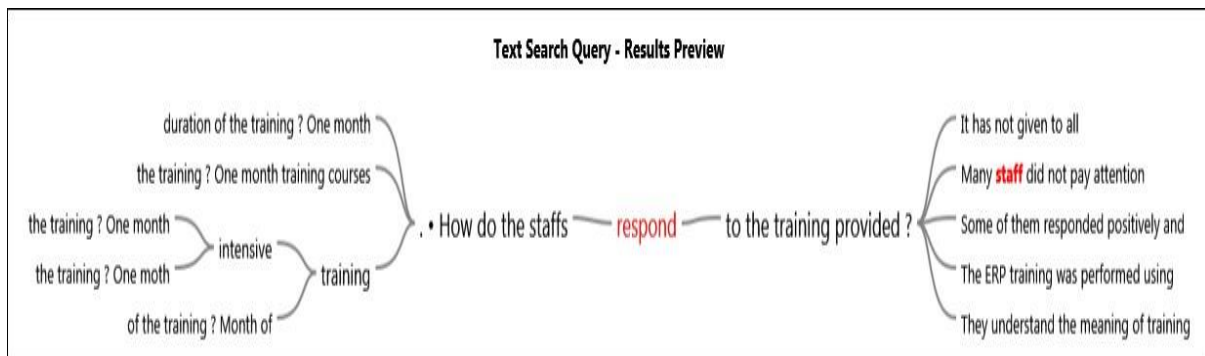 Text Search Query - Results Preview
duration of the training ? One month
the training ? One month training courses
the training ? One month
the training ? One moth
intensive
of the training ? Month of
training
. • How do the staffs
respond
to the training provided ?
It has not given to all
Many staff did not pay attention
Some of them responded positively and
The ERP training was performed using
They understand the meaning of training